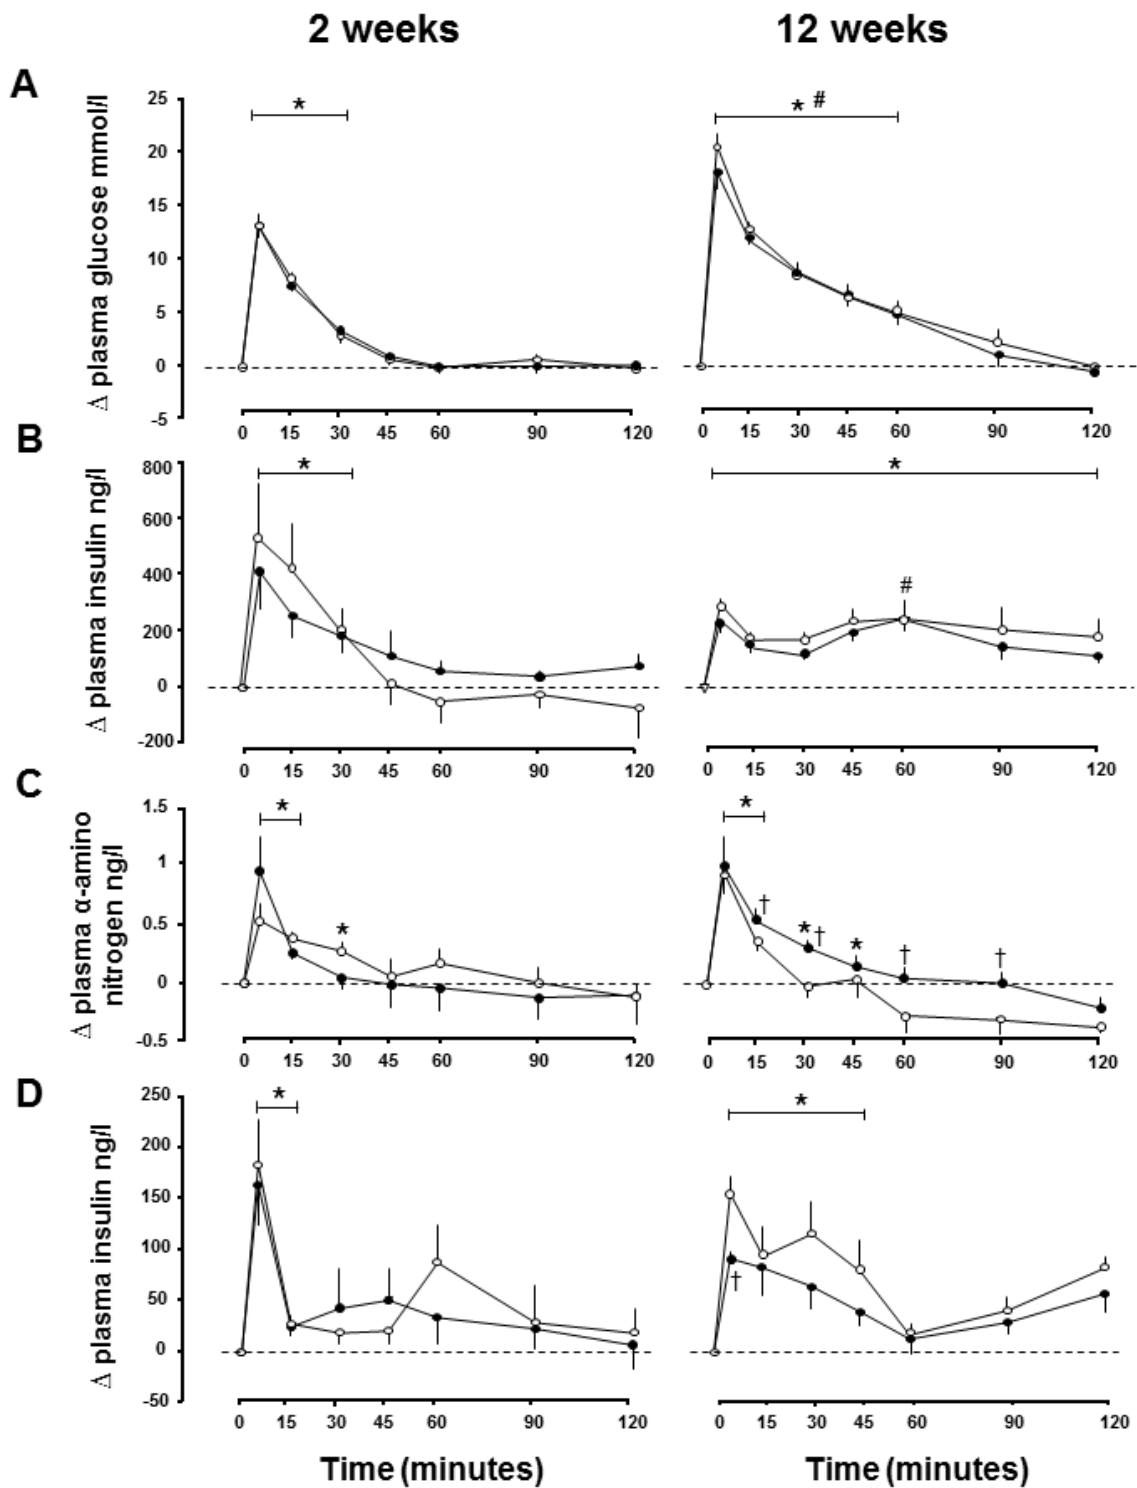 2 weeks 12 weeks
A
Δ plasma glucose mmol/l
25
20
15
10
5
0
-5
*
* #
0 15 30 45 60 90 120
0 15 30 45 60 90 120
B
Δ plasma insulin ng/l
800
600
400
200
0
-200
*
*
#
0 15 30 45 60 90 120
0 15 30 45 60 90 120
C
Δ plasma α-amino
nitrogen ng/l
1.5
1
0.5
0
-0.5
*
*
*
†
* †
*
†
†
0 15 30 45 60 90 120
0 15 30 45 60 90 120
D
Δ plasma insulin ng/l
250
200
150
100
50
0
-50
*
*
†
0 15 30 45 60 90 120
0 15 30 45 60 90 120
Time (minutes) Time (minutes)